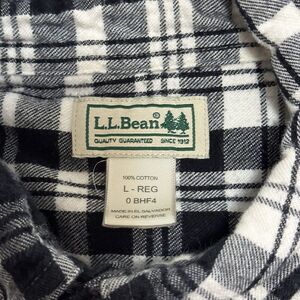 L.L.Bean®
QUALITY GUARANTEED SINCE 1912
100% COTTON
L - REG
0 BHF4
MADE IN EL SALVADOR
CARE ON REVERSE